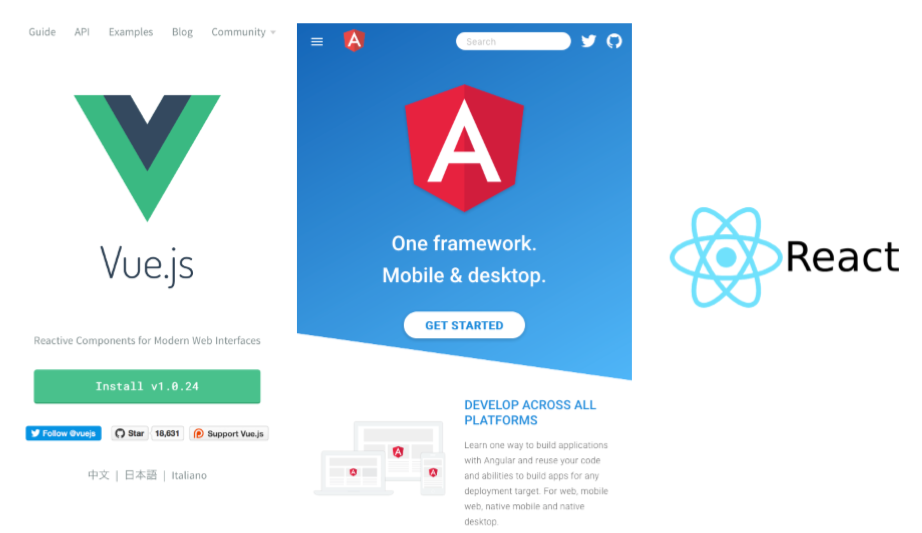 Guide API Examples Blog Community
Vue.js
Reactive Components for Modern Web Interfaces
Install v1.0.24
Follow @vuejs Star 18,631 Support Vue.js
中文 | 日本語 | Italiano
A Search
A
One framework.
Mobile & desktop.
GET STARTED
DEVELOP ACROSS ALL
PLATFORMS
Learn one way to build applications
with Angular and reuse your code
and abilities to build apps for any
deployment target. For web, mobile
web, native mobile and native
desktop.
React